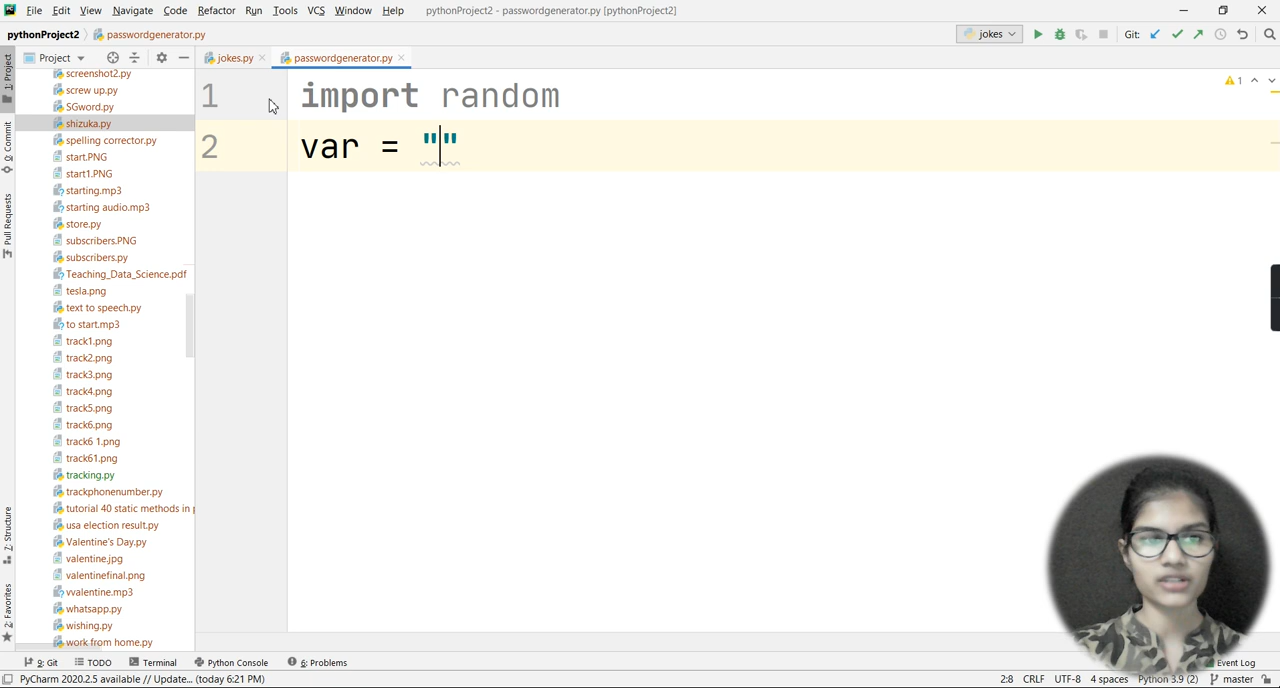 File Edit View Navigate Code Refactor Run Tools VCS Window Help pythonProject2 - passwordgenerator.py [pythonProject2]
pythonProject2 passwordgenerator.py jokes Git:
Project jokes.py passwordgenerator.py
1: Project
Commit
Pull Requests
Z: Structure
2: Favorites
screenshot2.py
screw up.py
SGword.py
shizuka.py
spelling corrector.py
start.PNG
start1.PNG
starting.mp3
starting audio.mp3
store.py
subscribers.PNG
subscribers.py
Teaching_Data_Science.pdf
tesla.png
text to speech.py
to start.mp3
track1.png
track2.png
track3.png
track4.png
track5.png
track6.png
track6 1.png
track61.png
tracking.py
trackphonenumber.py
tutorial 40 static methods in
usa election result.py
Valentine's Day.py
valentine.jpg
valentinefinal.png
vvalentine.mp3
whatsapp.py
wishing.py
work from home.py
1 import random
2 var = ""
1
9: Git TODO Terminal Python Console 6: Problems Event Log
PyCharm 2020.2.5 available // Update... (today 6:21 PM) 2:8 CRLF UTF-8 4 spaces Python 3.9 (2) master